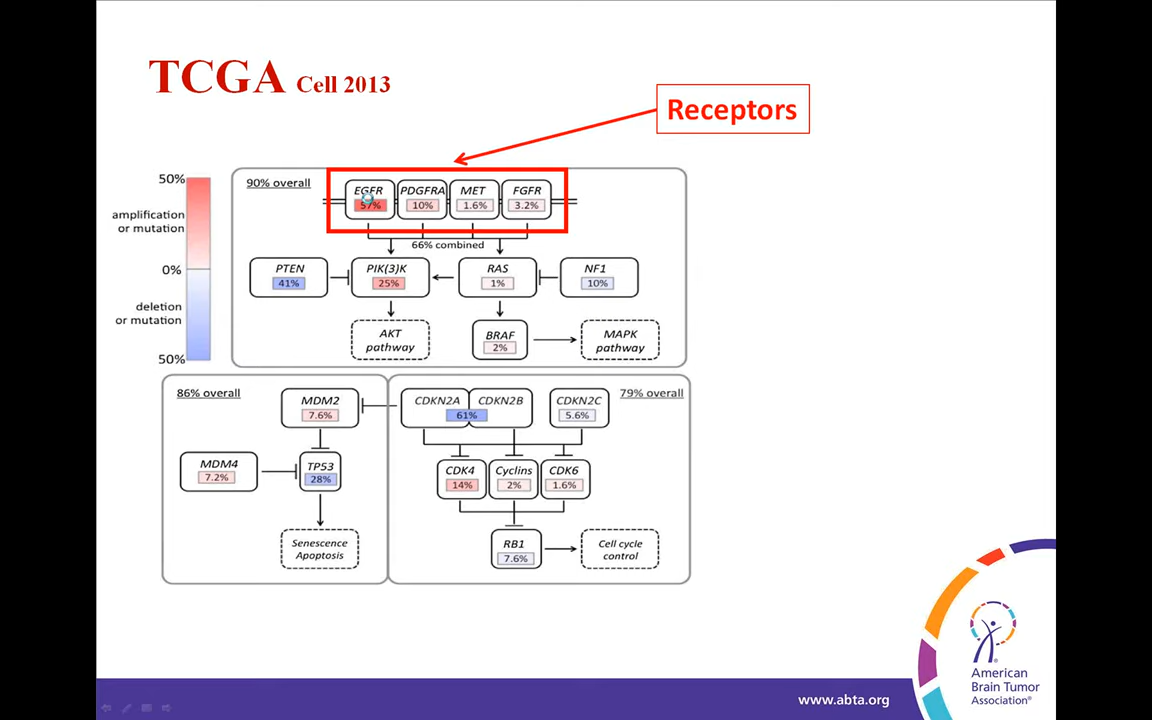 TCGA Cell 2013
Receptors
50%
amplification
or mutation
0%
deletion
or mutation
50%
90% overall
EGFR
57%
PDGFRA
10%
MET
1.6%
FGFR
3.2%
66% combined
PTEN
41%
PIK(3)K
25%
RAS
1%
NF1
10%
AKT
pathway
BRAF
2%
MAPK
pathway
86% overall
MDM2
7.6%
MDM4
7.2%
TP53
28%
Senescence
Apoptosis
79% overall
CDKN2A CDKN2B
61%
CDKN2C
5.6%
CDK4
14%
Cyclins
2%
CDK6
1.6%
RB1
7.6%
Cell cycle
control
American
Brain Tumor
Association®
www.abta.org